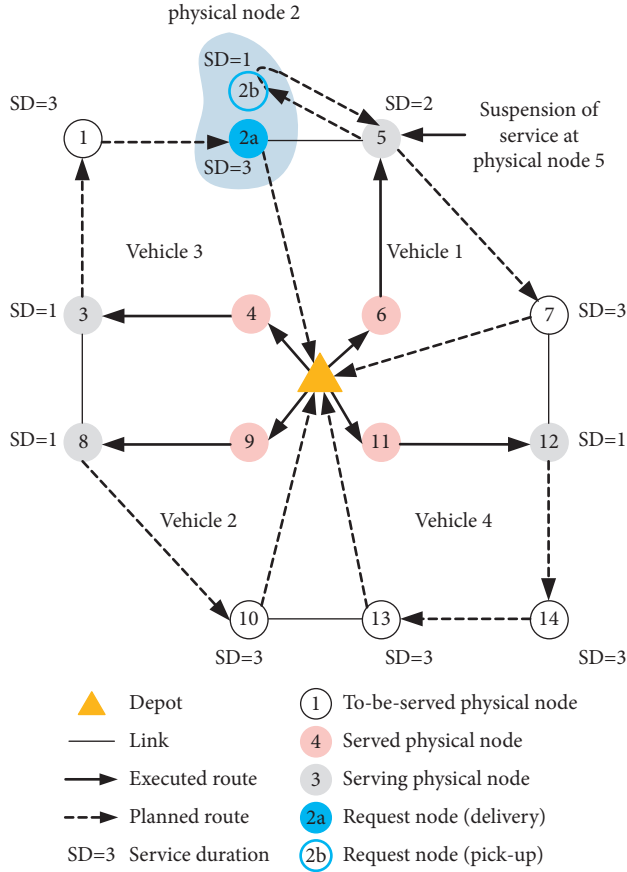 physical node 2
SD=1
2b
SD=2
SD=3
1
2a
5
Suspension of
service at
physical node 5
SD=3
Vehicle 3
Vehicle 1
SD=1
3
4
6
7
SD=3
SD=1
8
9
11
12
SD=1
Vehicle 2
Vehicle 4
10
13
14
SD=3
SD=3
SD=3
Depot
1
To-be-served physical node
Link
4
Served physical node
Executed route
3
Serving physical node
Planned route
2a
Request node (delivery)
SD=3
Service duration
2b
Request node (pick-up)